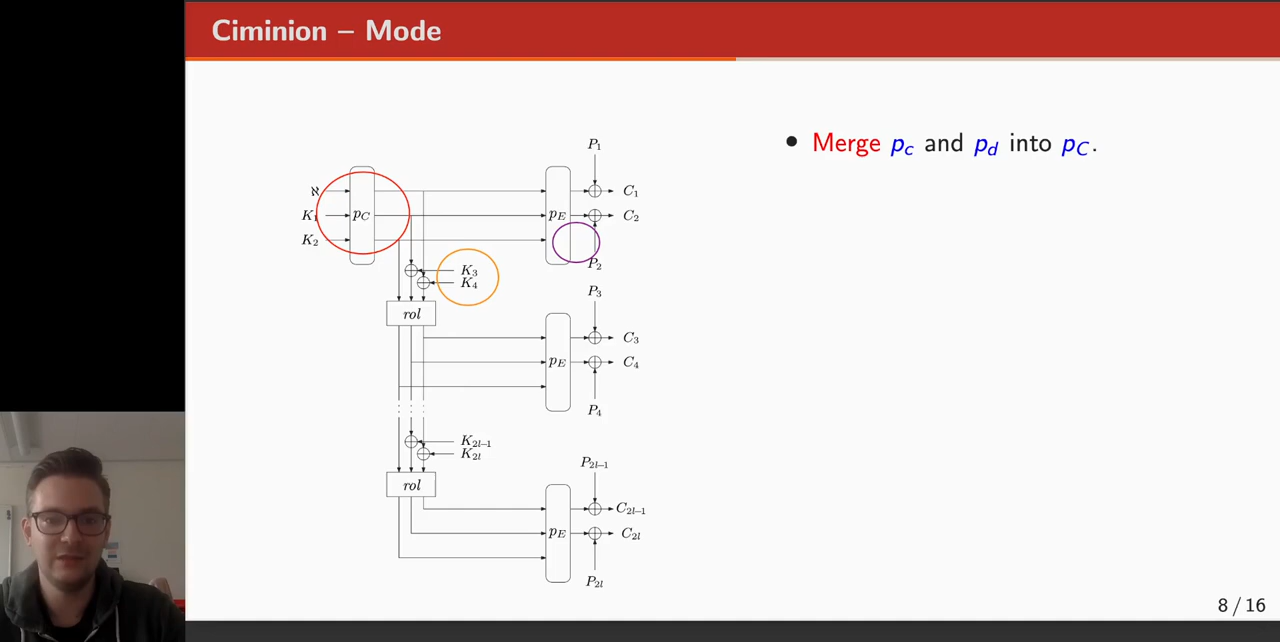 Ciminion – Mode
• Merge p_c and p_d into p_C.
P_1
ℵ p_C p_E C_1
K_1 C_2
K_2
P_2
K_3
K_4
P_3
rol
C_3
p_E C_4
P_4
K_{2l−1}
K_{2l}
P_{2l−1}
rol
C_{2l−1}
p_E C_{2l}
P_{2l}
8 / 16